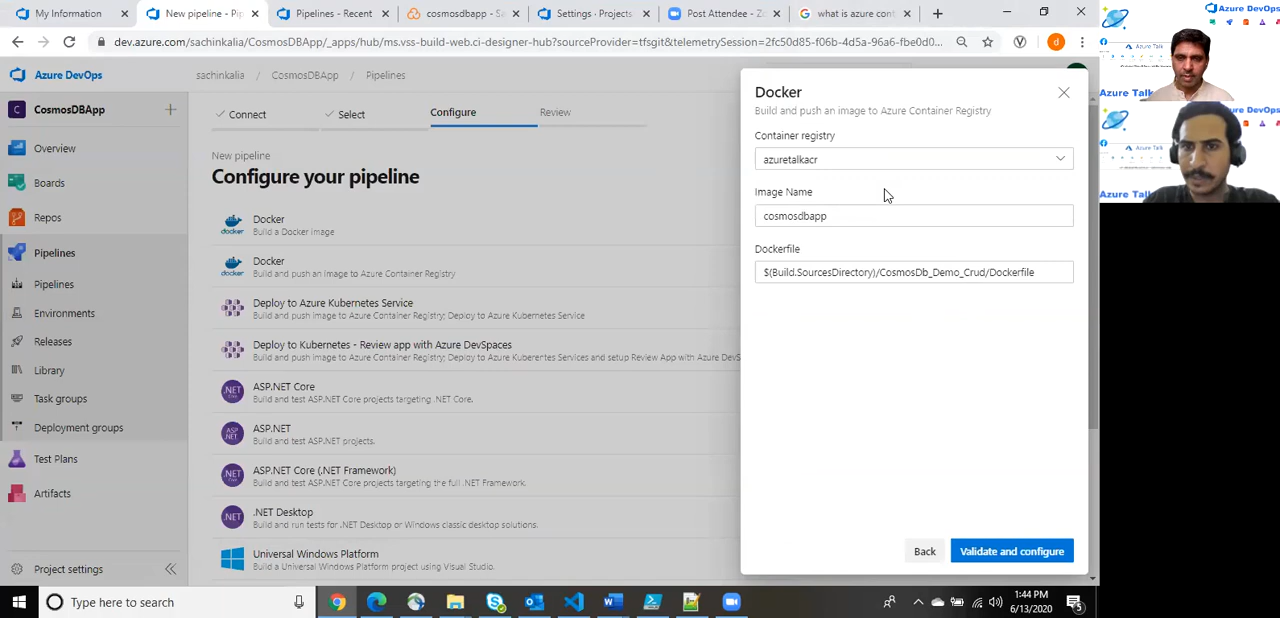 My Information
New pipeline - Pip
Pipelines - Recent
cosmosdbapp - S
Settings · Projects
Post Attendee - Zo
what is azure cont
dev.azure.com/sachinkalia/CosmosDBApp/_apps/hub/ms.vss-build-web.ci-designer-hub?sourceProvider=tfsgit&telemetrySession=2fc50d85-f06b-4d5a-96a6-fbe0d0...
d
Azure DevOps
sachinkalia / CosmosDBApp / Pipelines
C CosmosDBApp
Overview
Boards
Repos
Pipelines
Pipelines
Environments
Releases
Library
Task groups
Deployment groups
Test Plans
Artifacts
Project settings
Connect
Select
Configure
Review
New pipeline
Configure your pipeline
Docker
Build a Docker image
Docker
Build and push an image to Azure Container Registry
Deploy to Azure Kubernetes Service
Build and push image to Azure Container Registry; Deploy to Azure Kubernetes Service
Deploy to Kubernetes - Review app with Azure DevSpaces
Build and push image to Azure Container Registry; Deploy to Azure Kuberentes Services and setup Review App with Azure DevS
ASP.NET Core
Build and test ASP.NET Core projects targeting .NET Core.
ASP.NET
Build and test ASP.NET projects.
ASP.NET Core (.NET Framework)
Build and test ASP.NET Core projects targeting the full .NET Framework.
.NET Desktop
Build and run tests for .NET Desktop or Windows classic desktop solutions.
Universal Windows Platform
Build a Universal Windows Platform project using Visual Studio.
Docker
Build and push an image to Azure Container Registry
Container registry
azuretalkacr
Image Name
cosmosdbapp
Dockerfile
$(Build.SourcesDirectory)/CosmosDb_Demo_Crud/Dockerfile
Back
Validate and configure
Azure DevOps
Azure Talk
Azure DevOps
Azure Talk
Type here to search
1:44 PM
6/13/2020
5